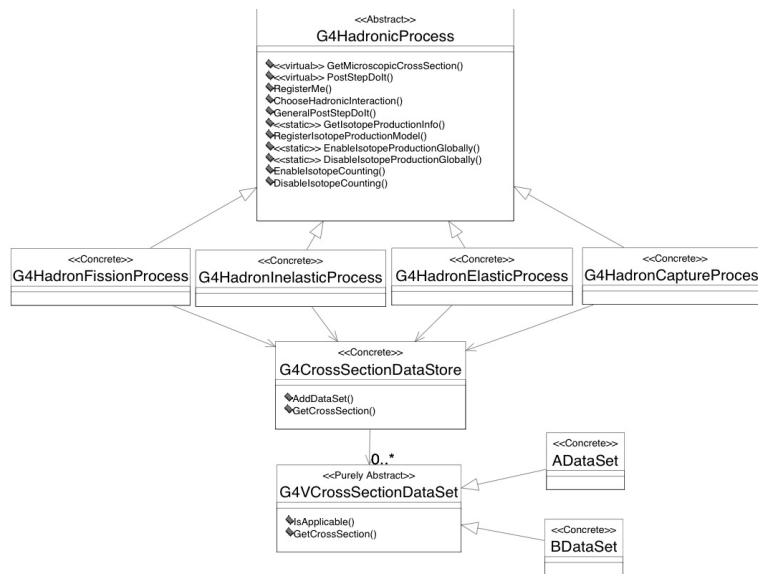 <<Abstract>>
G4HadronicProcess
<<virtual>> GetMicroscopicCrossSection()
<<virtual>> PostStepDoIt()
RegisterMe()
ChooseHadronicInteraction()
GeneralPostStepDoIt()
<<static>> GetIsotopeProductionInfo()
RegisterIsotopeProductionModel()
<<static>> EnableIsotopeProductionGlobally()
<<static>> DisableIsotopeProductionGlobally()
EnableIsotopeCounting()
DisableIsotopeCounting()
<<Concrete>>
G4HadronFissionProcess
<<Concrete>>
G4HadronInelasticProcess
<<Concrete>>
G4HadronElasticProcess
<<Concrete>>
G4HadronCaptureProcess
<<Concrete>>
G4CrossSectionDataStore
AddDataSet()
GetCrossSection()
0..*
<<Purely Abstract>>
G4VCrossSectionDataSet
IsApplicable()
GetCrossSection()
<<Concrete>>
ADataSet
<<Concrete>>
BDataSet